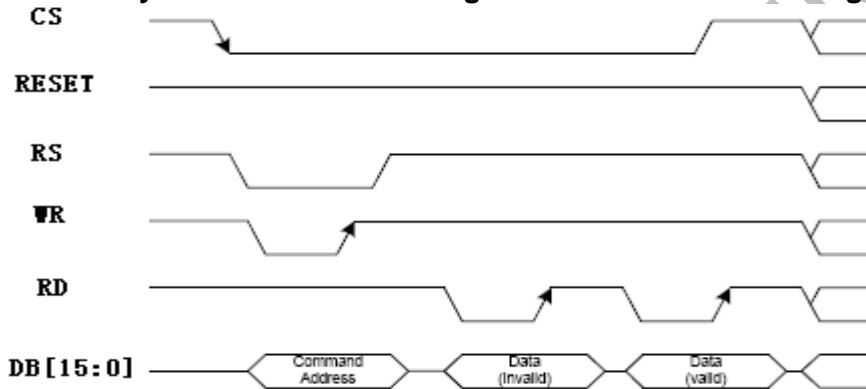 CS
RESET
RS
WR
RD
DB[15:0]
Command
Address
Data
(Invalid)
Data
(valid)